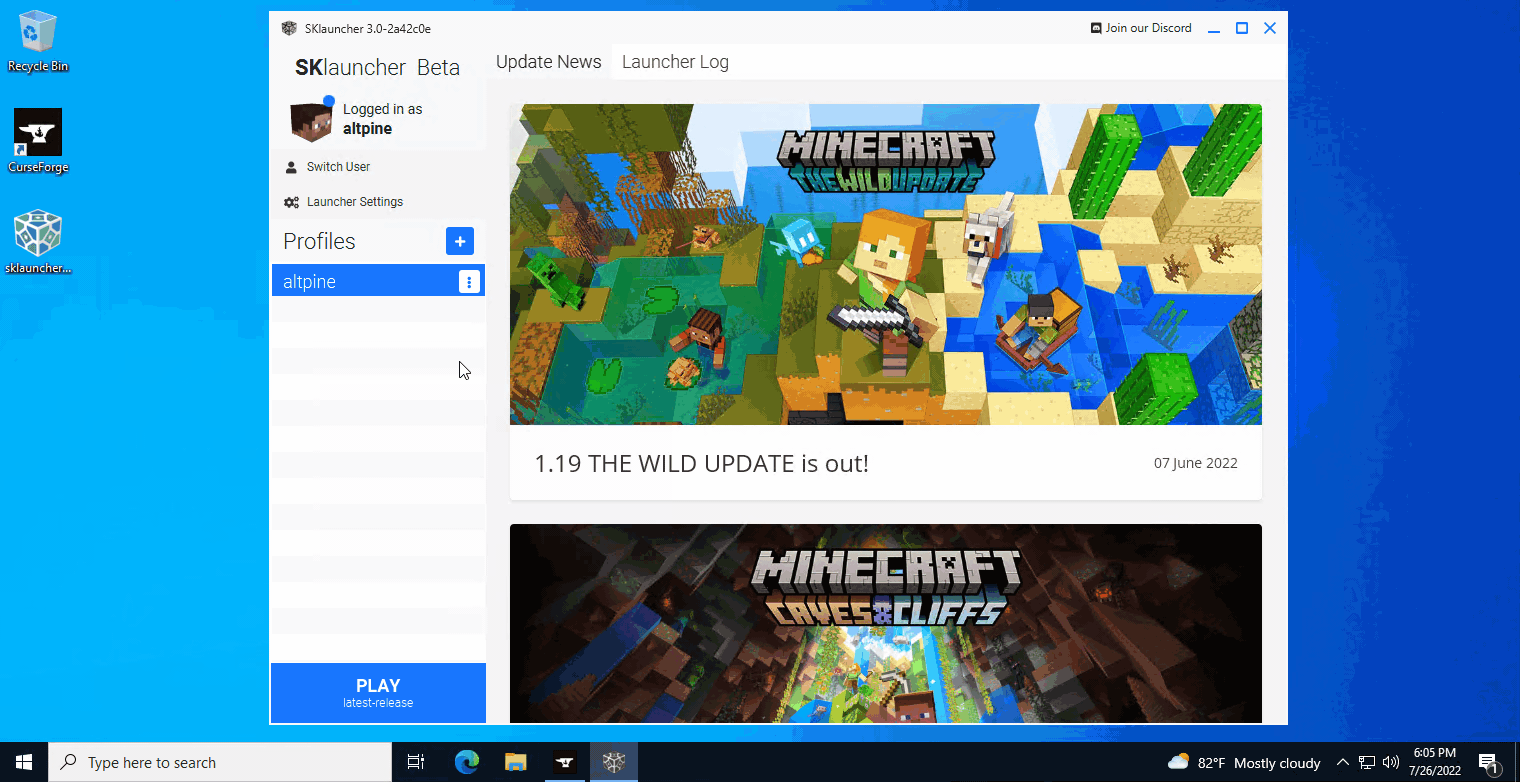 Recycle Bin
CurseForge
sklauncher...
SKlauncher 3.0-2a42c0e
Join our Discord
SKlauncher Beta
Logged in as
altpine
Switch User
Launcher Settings
Profiles
+
altpine
PLAY
latest-release
Update News
Launcher Log
MINECRAFT
THE WILD UPDATE
1.19 THE WILD UPDATE is out!
07 June 2022
MINECRAFT
CAVES & CLIFFS
Type here to search
82°F Mostly cloudy
6:05 PM
7/26/2022
1